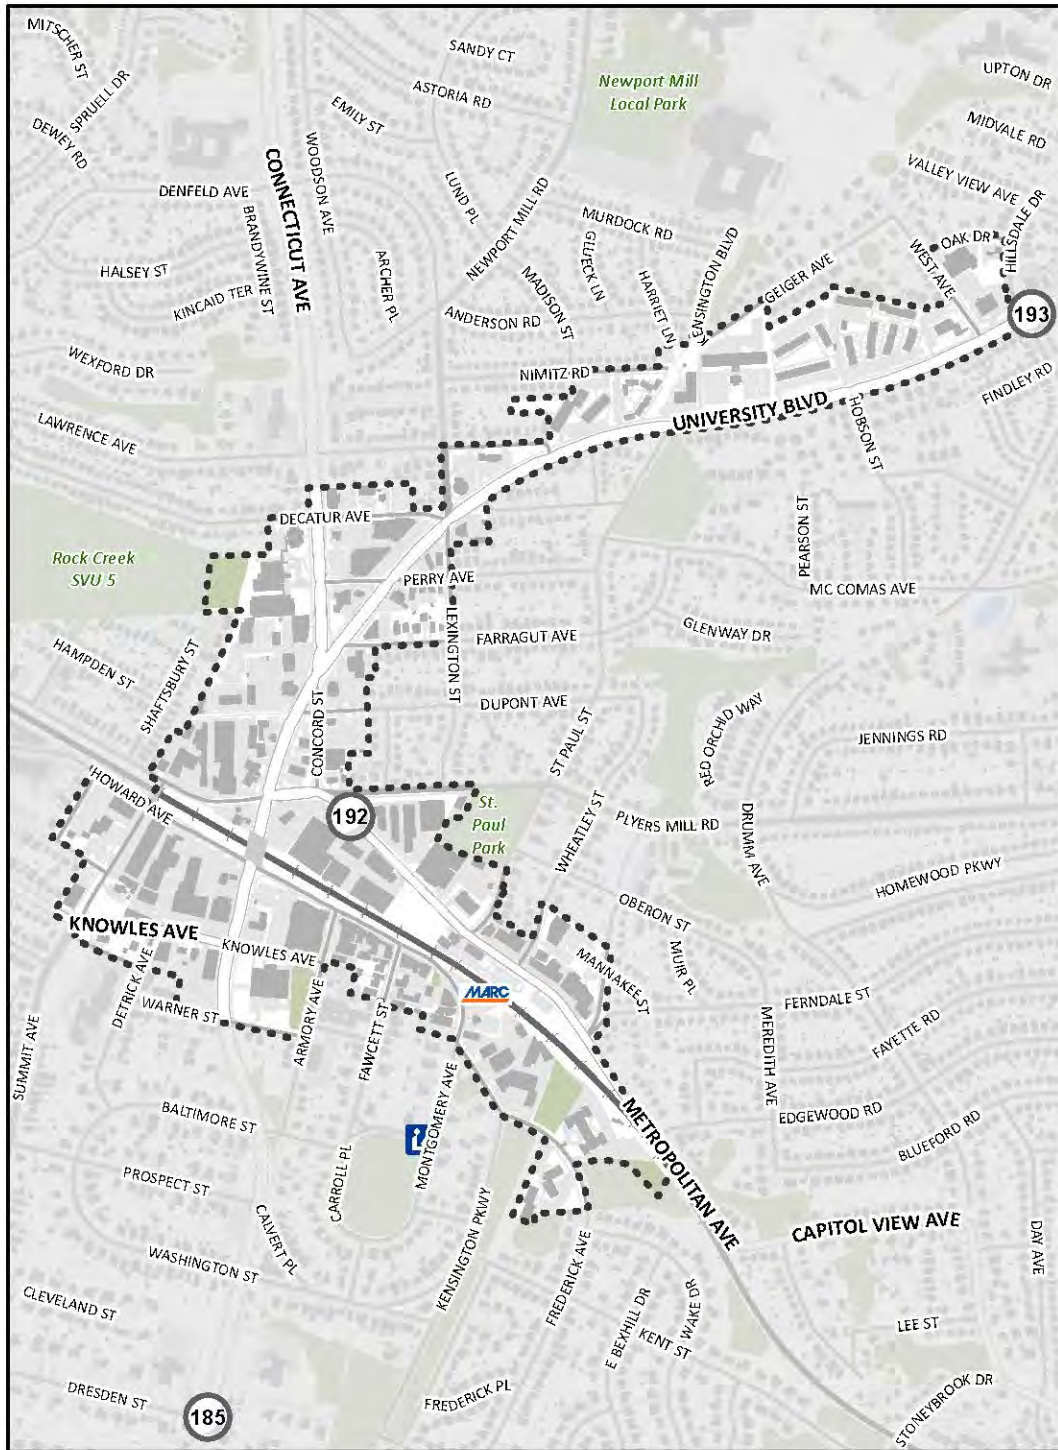 MITSCHER ST
SPRUELL DR
DEWEY RD
SANDY CT
ASTORIA RD
EMILY ST
Newport Mill
Local Park
UPTON DR
MIDVALE RD
VALLEY VIEW AVE
CONNECTICUT AVE
WOODSON AVE
DENFELD AVE
BRANDYWINE ST
LUND PL
NEWPORT MILL RD
MURDOCK RD
GLUECK LN
KENSINGTON BLVD
HILLSDALE DR
OAK DR
WEST AVE
HALSEY ST
KINCAID TER
ARCHER PL
MADISON ST
HARRIET LN
GEIGER AVE
ANDERSON RD
193
WEXFORD DR
NIMITZ RD
FINDLEY RD
UNIVERSITY BLVD
HOBSON ST
LAWRENCE AVE
DECATUR AVE
PEARSON ST
Rock Creek
SVU 5
PERRY AVE
MC COMAS AVE
LEXINGTON ST
FARRAGUT AVE
GLENWAY DR
HAMPDEN ST
SHAFTSBURY ST
CONCORD ST
DUPONT AVE
RED ORCHID WAY
ST PAUL ST
JENNINGS RD
HOWARD AVE
192
St.
Paul
Park
WHEATLEY ST
PLYERS MILL RD
DRUMM AVE
HOMEWOOD PKWY
OBERON ST
KNOWLES AVE
KNOWLES AVE
MUIR PL
MANNAKEE ST
DETRICK AVE
MARC
WARNER ST
ARMORY AVE
FAWCETT ST
FERNDALE ST
SUMMIT AVE
MEREDITH AVE
FAYETTE RD
METROPOLITAN AVE
EDGEWOOD RD
BALTIMORE ST
MONTGOMERY AVE
BLUEFORD RD
CARROLL PL
PROSPECT ST
CALVERT PL
KENSINGTON PKWY
CAPITOL VIEW AVE
DAY AVE
WASHINGTON ST
FREDERICK AVE
CLEVELAND ST
E BEXHILL DR
WAKE DR
KENT ST
LEE ST
DRESDEN ST
185
FREDERICK PL
STONEYBROOK DR